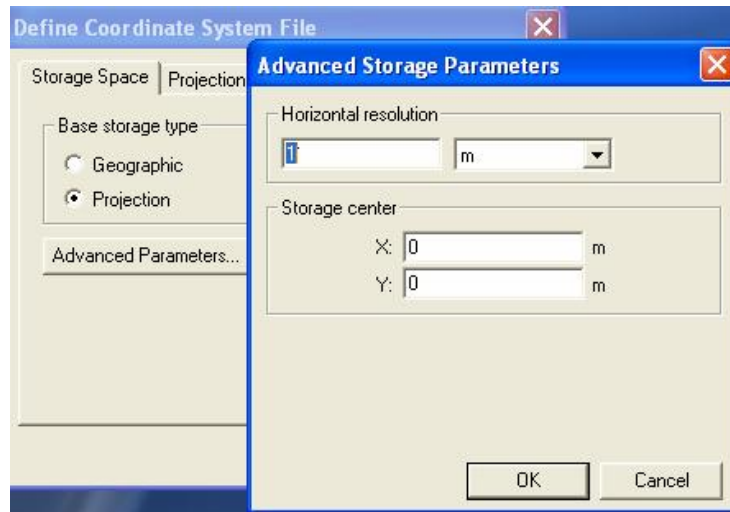 Define Coordinate System File
Storage Space
Projection
Base storage type
Geographic
Projection
Advanced Parameters...
Advanced Storage Parameters
Horizontal resolution
1 m
Storage center
X: 0 m
Y: 0 m
OK Cancel